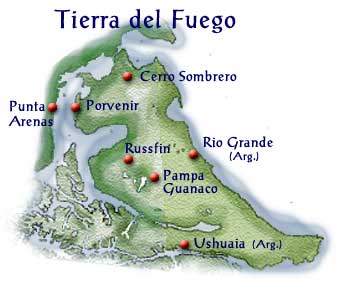 Tierra del Fuego
Cerro Sombrero
Punta
Arenas
Porvenir
Russfin
Rio Grande
(Arg.)
Pampa
Guanaco
Ushuaia (Arg.)